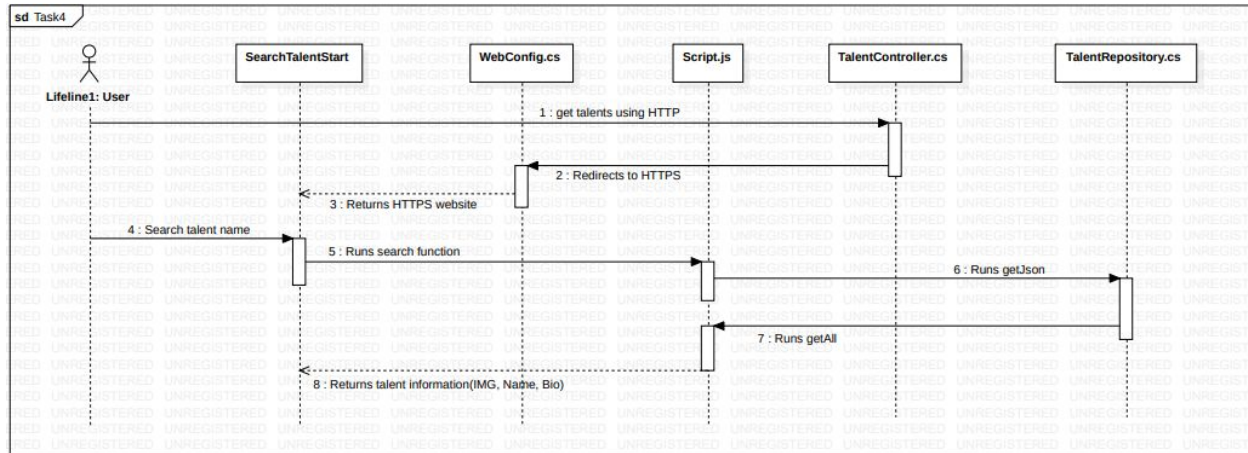 sd Task4
SearchTalentStart
WebConfig.cs
Script.js
TalentController.cs
TalentRepository.cs
Lifeline1: User
1 : get talents using HTTP
2 : Redirects to HTTPS
3 : Returns HTTPS website
4 : Search talent name
5 : Runs search function
6 : Runs getJson
7 : Runs getAll
8 : Returns talent information(IMG, Name, Bio)
UNREGISTERED